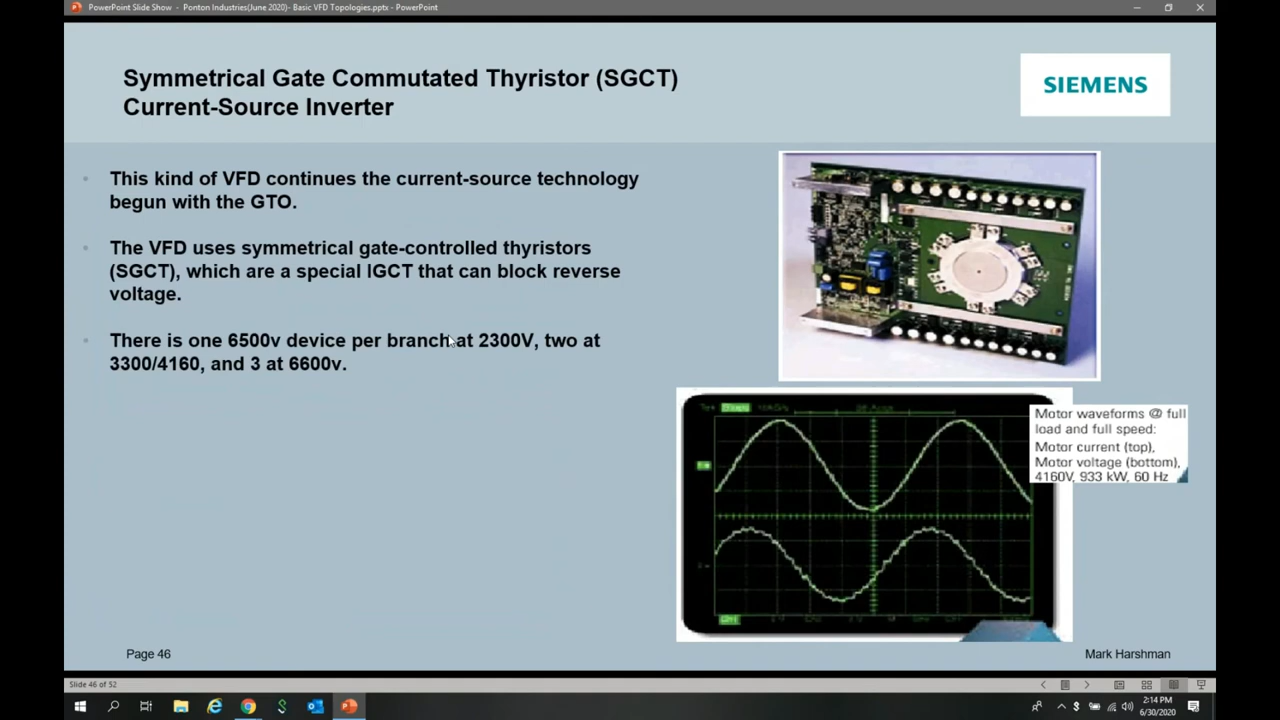 PowerPoint Slide Show - Ponton Industries(June 2020)- Basic VFD Topologies.pptx - PowerPoint
Symmetrical Gate Commutated Thyristor (SGCT)
Current-Source Inverter
SIEMENS
This kind of VFD continues the current-source technology
begun with the GTO.
The VFD uses symmetrical gate-controlled thyristors
(SGCT), which are a special IGCT that can block reverse
voltage.
There is one 6500v device per branch at 2300V, two at
3300/4160, and 3 at 6600v.
Motor waveforms @ full
load and full speed:
Motor current (top),
Motor voltage (bottom),
4160V, 933 kW, 60 Hz
Page 46
Mark Harshman
Slide 46 of 52
2:14 PM
6/30/2020